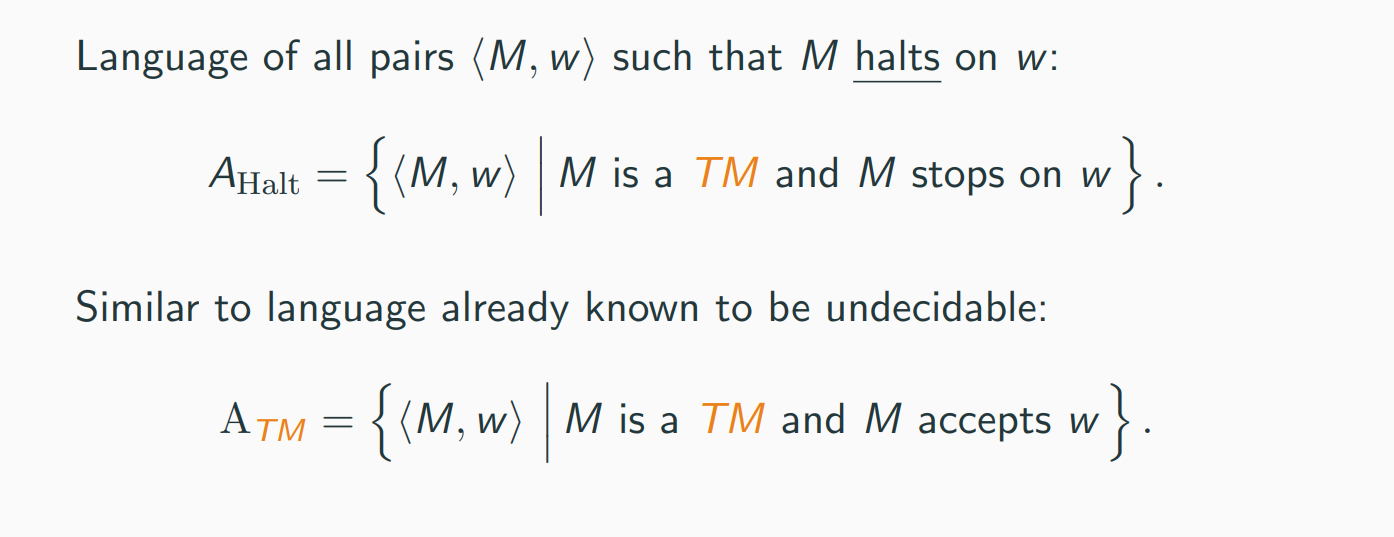 Language of all pairs ⟨M, w⟩ such that M halts on w:
A_Halt = {⟨M, w⟩ | M is a TM and M stops on w}.
Similar to language already known to be undecidable:
A_TM = {⟨M, w⟩ | M is a TM and M accepts w}.